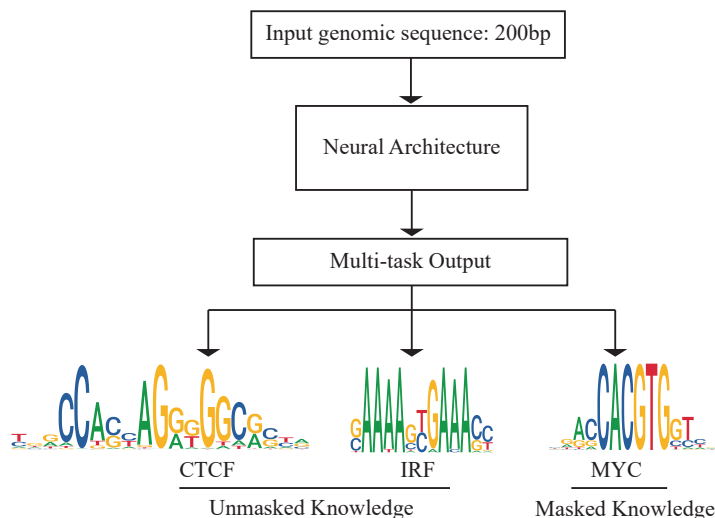 Input genomic sequence: 200bp
Neural Architecture
Multi-task Output
CTCF IRF MYC
Unmasked Knowledge Masked Knowledge